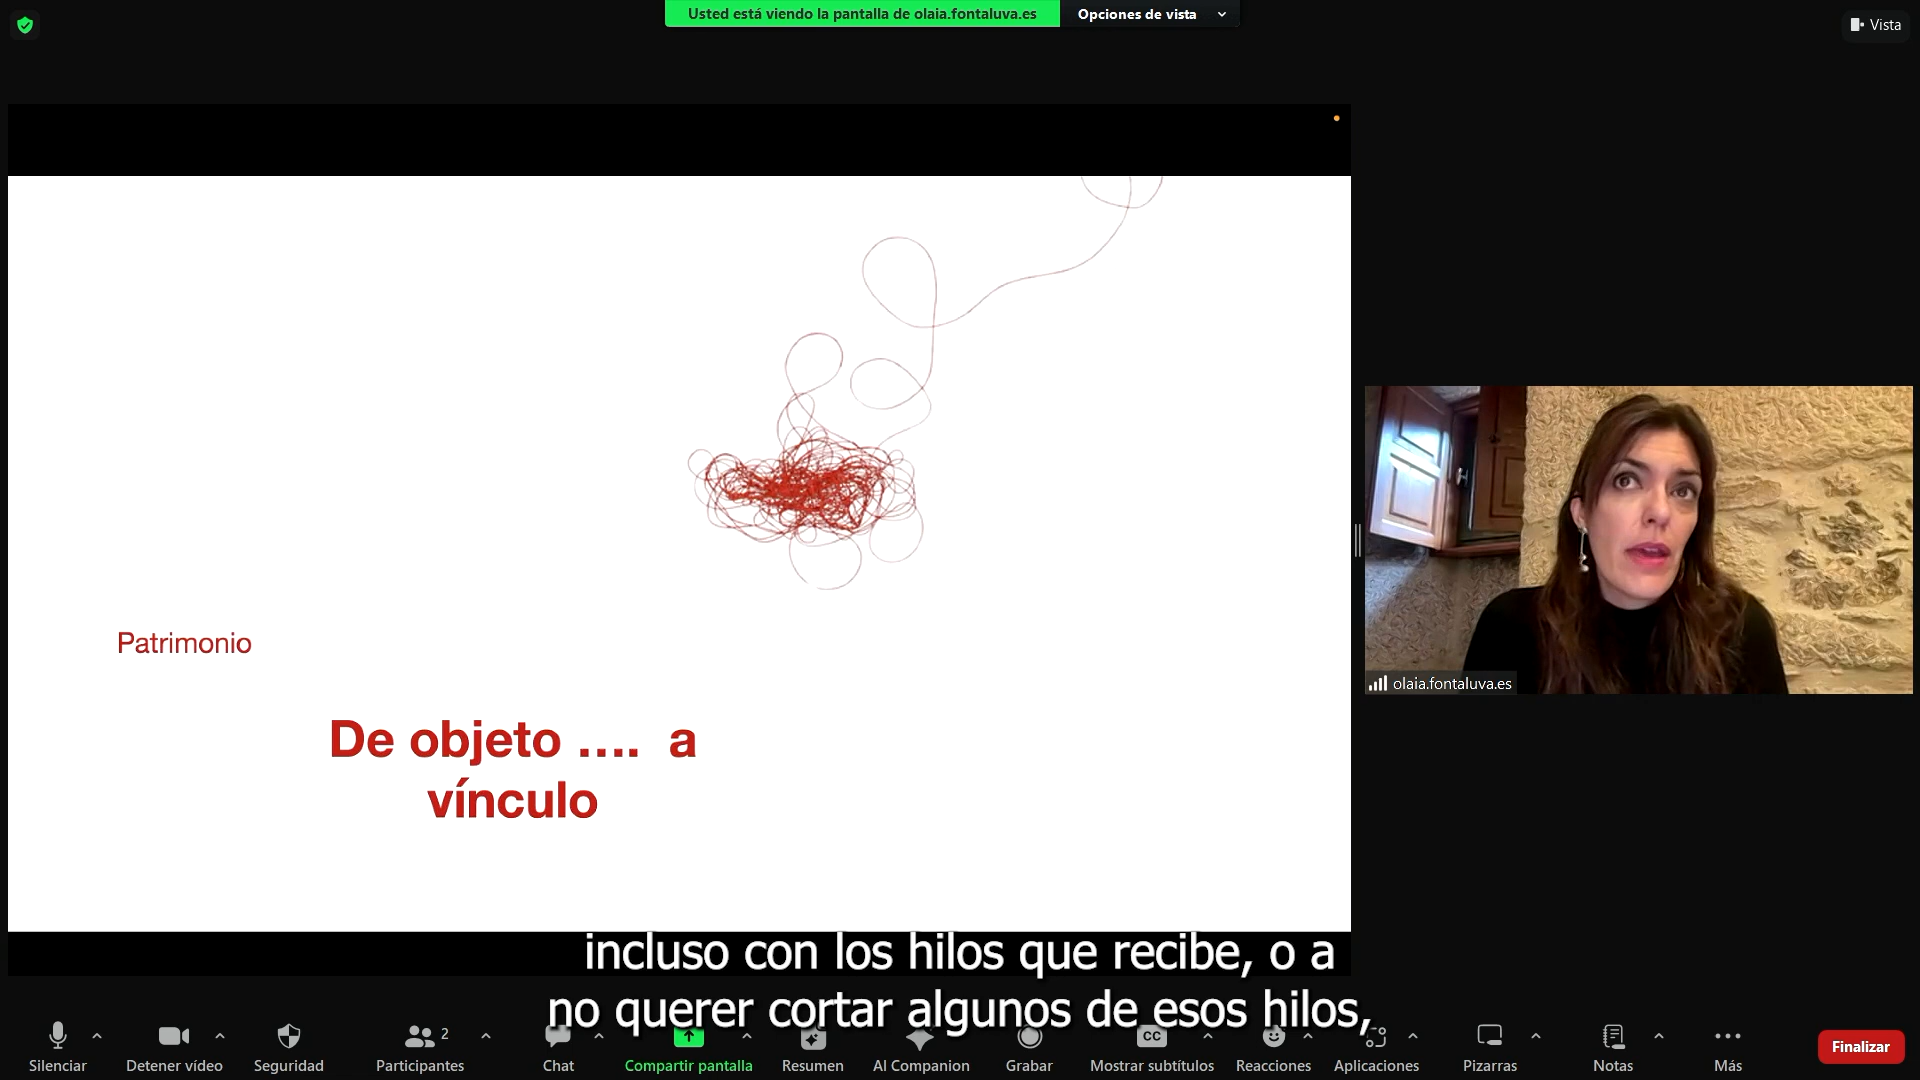 Usted está viendo la pantalla de olaia.fontaluva.es
Opciones de vista
Vista
Patrimonio
De objeto .... a
vínculo
olaia.fontaluva.es
incluso con los hilos que recibe, o a
no querer cortar algunos de esos hilos,
2
CC
Silenciar
Detener vídeo
Seguridad
Participantes
Chat
Compartir pantalla
Resumen
AI Companion
Grabar
Mostrar subtítulos
Reacciones
Aplicaciones
Pizarras
Notas
Más
Finalizar